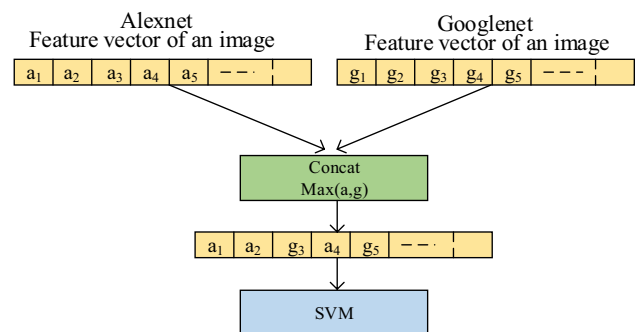 Alexnet
Feature vector of an image
a1 a2 a3 a4 a5
Googlenet
Feature vector of an image
g1 g2 g3 g4 g5
Concat
Max(a,g)
a1 a2 g3 a4 g5
SVM